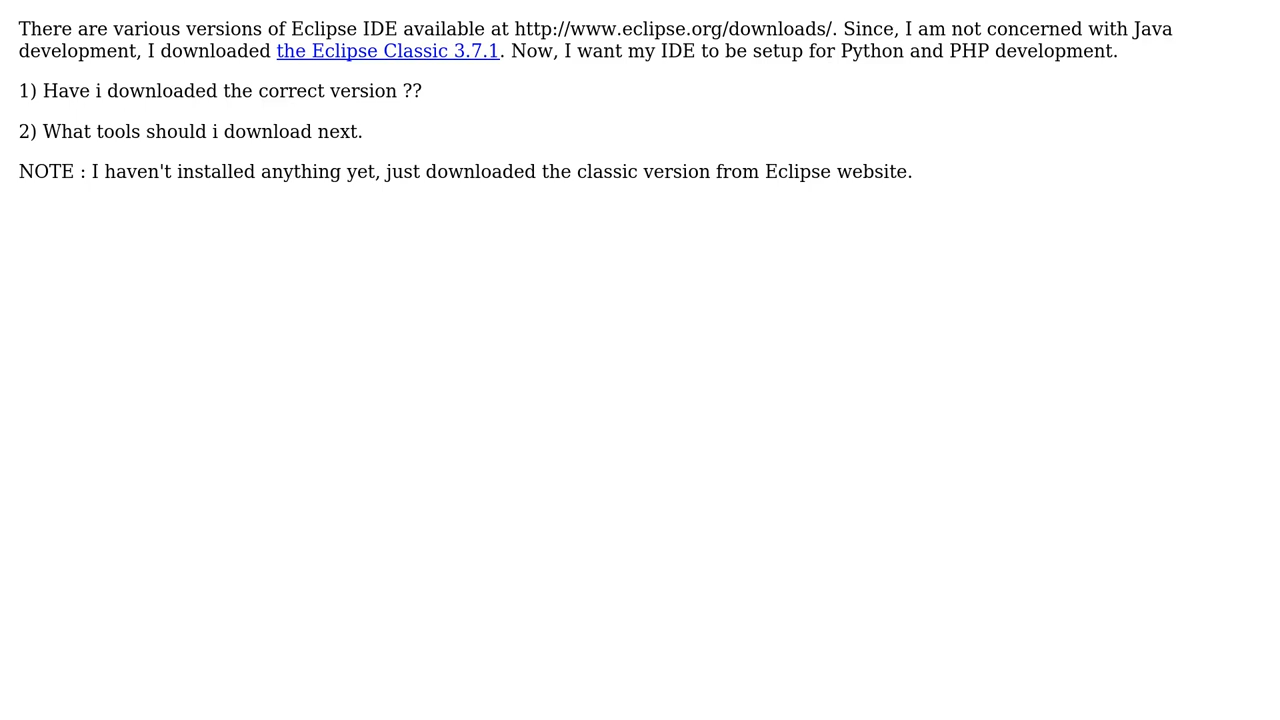 There are various versions of Eclipse IDE available at http://www.eclipse.org/downloads/. Since, I am not concerned with Java
development, I downloaded the Eclipse Classic 3.7.1. Now, I want my IDE to be setup for Python and PHP development.
1) Have i downloaded the correct version ??
2) What tools should i download next.
NOTE : I haven't installed anything yet, just downloaded the classic version from Eclipse website.